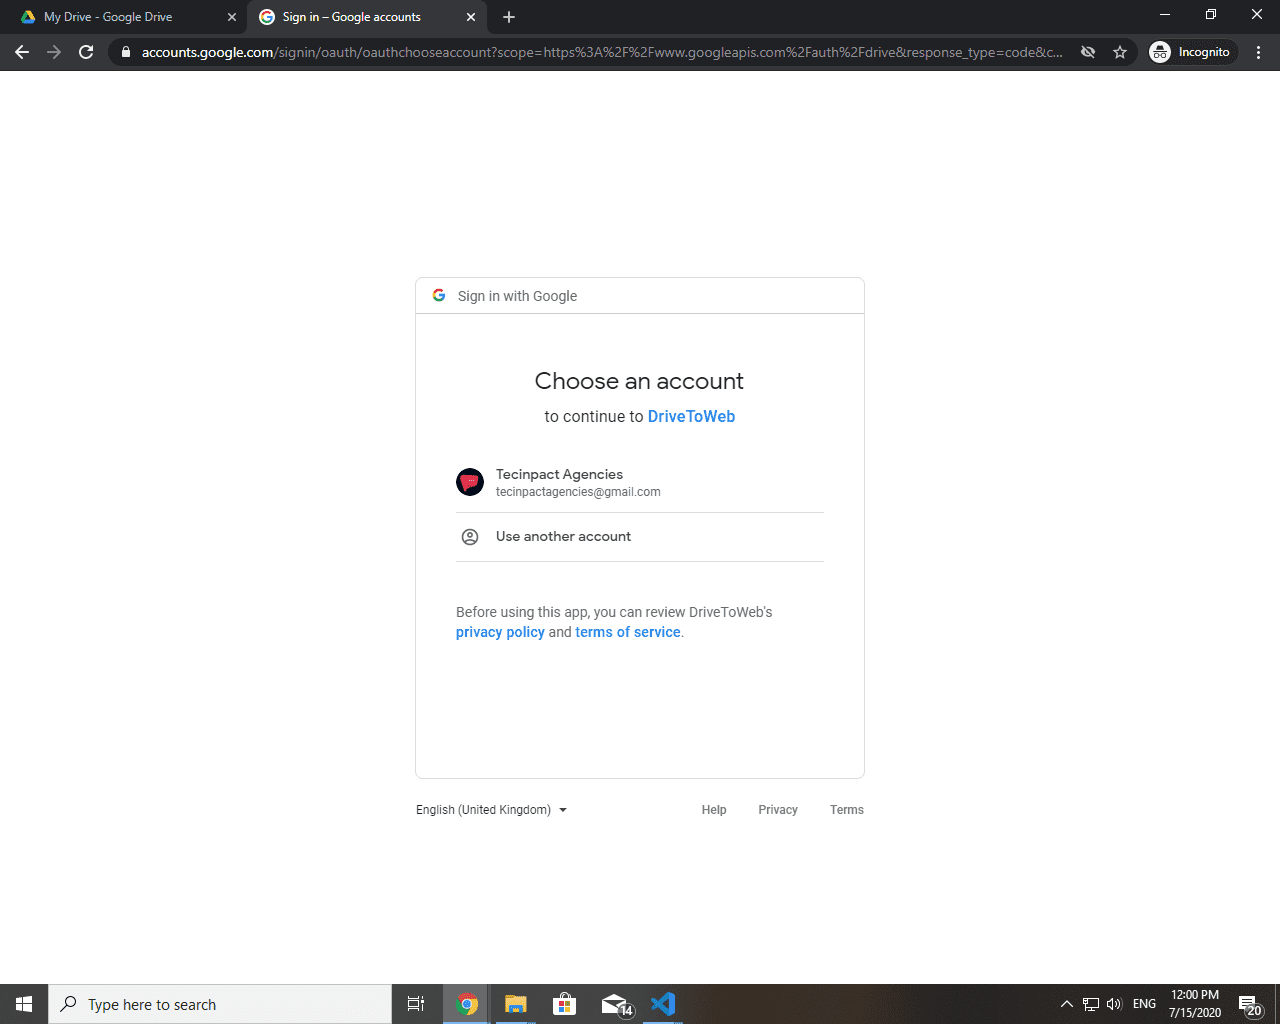 My Drive - Google Drive
Sign in – Google accounts
accounts.google.com/signin/oauth/oauthchooseaccount?scope=https%3A%2F%2Fwww.googleapis.com%2Fauth%2Fdrive&response_type=code&c...
Incognito
Sign in with Google
Choose an account
to continue to DriveToWeb
Tecinpact Agencies
tecinpactagencies@gmail.com
Use another account
Before using this app, you can review DriveToWeb's
privacy policy and terms of service.
English (United Kingdom)
Help Privacy Terms
Type here to search
14
ENG
12:00 PM
7/15/2020
20